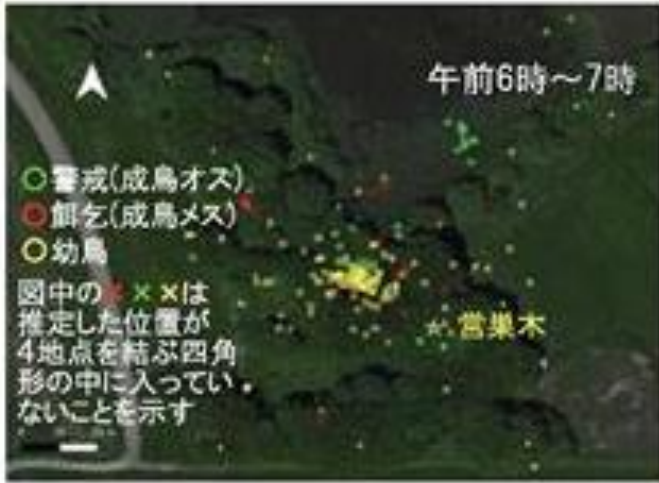 午前6時~7時
○警戒(成鳥オス)
○餌乞(成鳥メス)
○幼鳥
図中の×××は
推定した位置が
4地点を結ぶ四角
形の中に入ってい
ないことを示す
☆営巣木